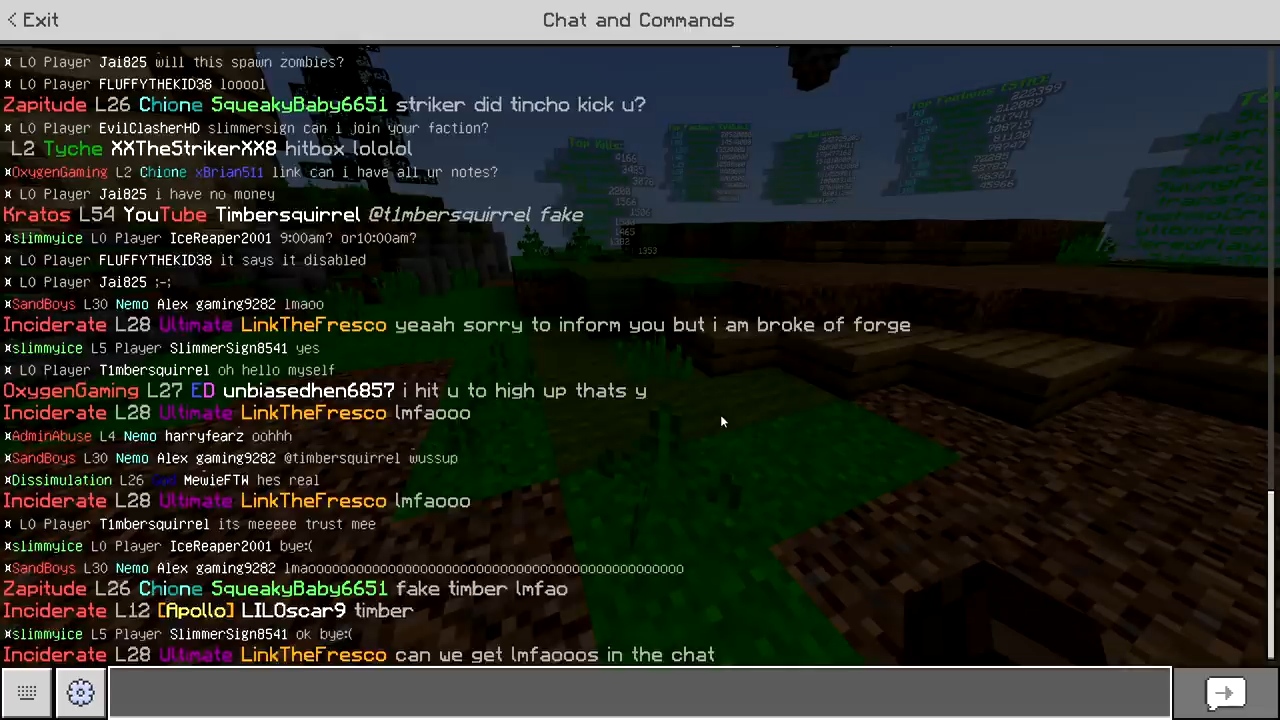 < Exit
Chat and Commands
¤ L0 Player Jai825 will this spawn zombies?
¤ L0 Player FLUFFYTHEKID38 looool
Zapitude L26 Chione SqueakyBaby6651 striker did tincho kick u?
¤ L0 Player EvilClasherHD slimmersign can i join your faction?
L2 Tyche XXTheStrikerXX8 hitbox lololol
¤OxygenGaming L2 Chione xBrian511 link can i have all ur notes?
¤ L0 Player Jai825 i have no money
Kratos L54 YouTube Timbersquirrel @t1mbersquirrel fake
¤slimmyice L0 Player IceReaper2001 9:00am? or10:00am?
¤ L0 Player FLUFFYTHEKID38 it says it disabled
¤ L0 Player Jai825 ;-;
¤SandBoys L30 Nemo Alex gaming9282 lmaoo
Inciderate L28 Ultimate LinkTheFresco yeaah sorry to inform you but i am broke of forge
¤slimmyice L5 Player SlimmerSign8541 yes
¤ L0 Player T1mbersquirrel oh hello myself
OxygenGaming L27 ED unbiasedhen6857 i hit u to high up thats y
Inciderate L28 Ultimate LinkTheFresco lmfaooo
¤AdminAbuse L4 Nemo harryfearz oohhh
¤SandBoys L30 Nemo Alex gaming9282 @timbersquirrel wussup
¤Dissimulation L26 MewieFTW hes real
Inciderate L28 Ultimate LinkTheFresco lmfaooo
¤ L0 Player T1mbersquirrel its meeeee trust mee
¤slimmyice L0 Player IceReaper2001 bye:(
¤SandBoys L30 Nemo Alex gaming9282 lmaooooooooooooooooooooooooooooooooooooooooooooo
Zapitude L26 Chione SqueakyBaby6651 fake timber lmfao
Inciderate L12 [Apollo] LILOscar9 timber
¤slimmyice L5 Player SlimmerSign8541 ok bye:(
Inciderate L28 Ultimate LinkTheFresco can we get lmfaooos in the chat